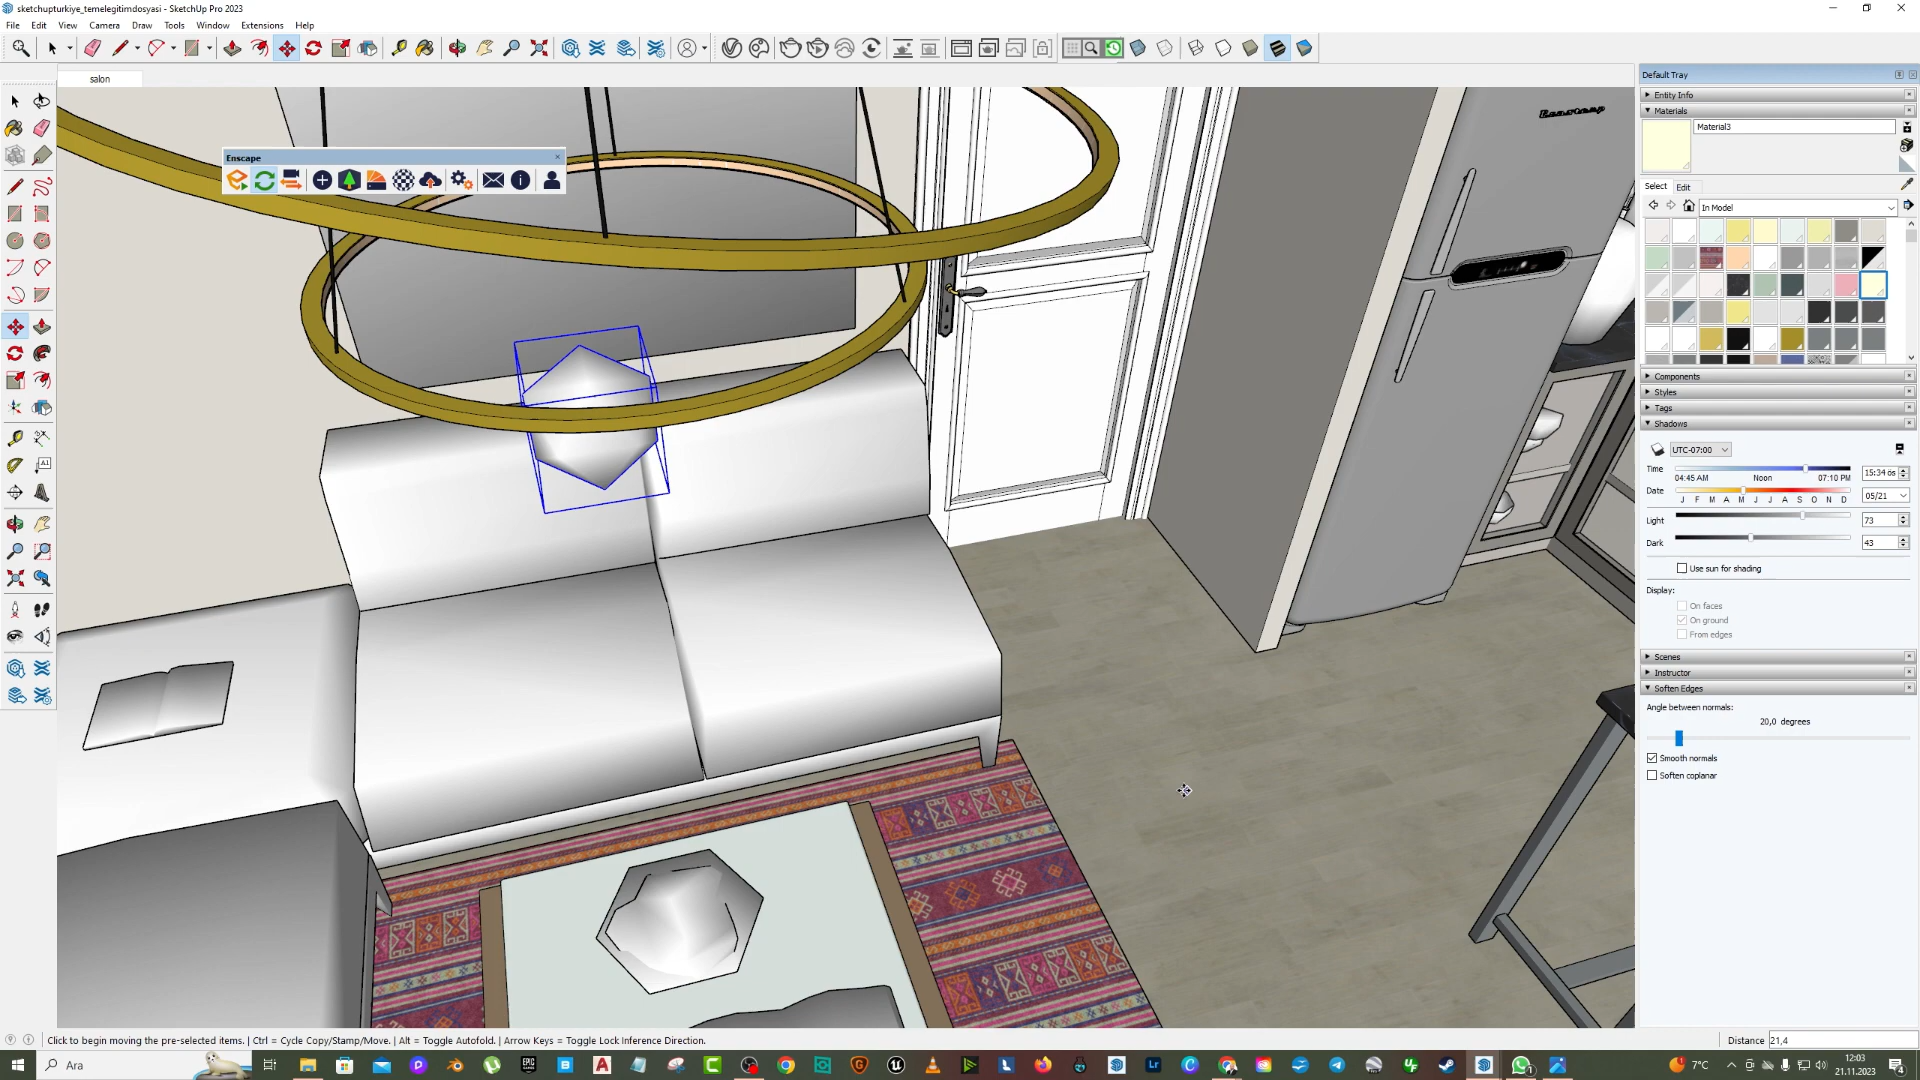 sketchupturkiye_temelegitimdosyasi - SketchUp Pro 2023
File Edit View Camera Draw Tools Window Extensions Help
salon
Default Tray
Entity Info
Materials
Material3
Select Edit
In Model
Enscape
Components
Styles
Tags
Shadows
UTC-07:00
Time
15:34 ös
04:45 AM Noon 07:10 PM
Date
J F M A M J J A S O N D
05/21
Light 73
Dark 43
Use sun for shading
Display:
On faces
On ground
From edges
Scenes
Instructor
Soften Edges
Angle between normals:
20,0 degrees
Smooth normals
Soften coplanar
Click to begin moving the pre-selected items. | Ctrl = Cycle Copy/Stamp/Move. | Alt = Toggle Autofold. | Arrow Keys = Toggle Lock Inference Direction.
Distance 21,4
Ara
7°C
12:03
21.11.2023